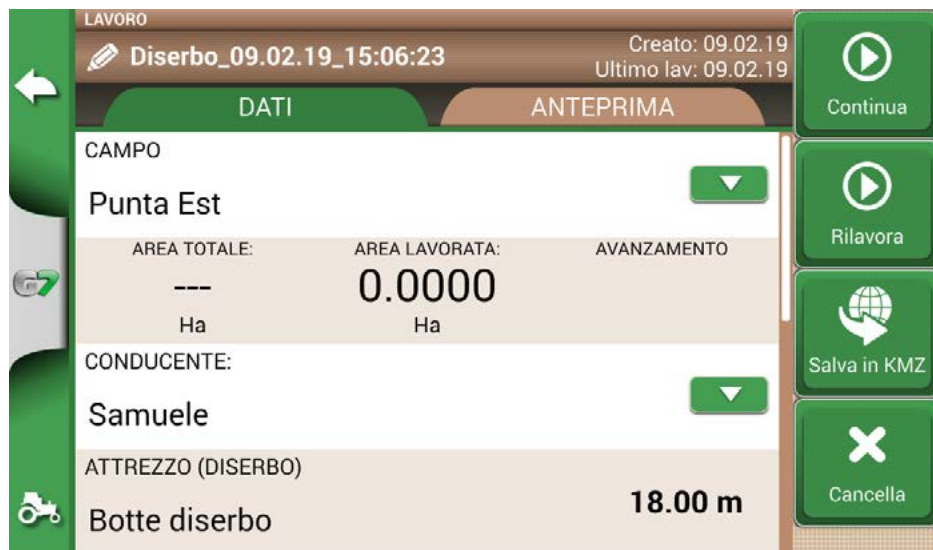 LAVORO
Diserbo_09.02.19_15:06:23
Creato: 09.02.19
Ultimo lav: 09.02.19
DATI
ANTEPRIMA
CAMPO
Punta Est
AREA TOTALE:
AREA LAVORATA:
AVANZAMENTO
---
0.0000
Ha
Ha
CONDUCENTE:
Samuele
ATTREZZO (DISERBO)
Botte diserbo
18.00 m
G7
Continua
Rilavora
Salva in KMZ
Cancella